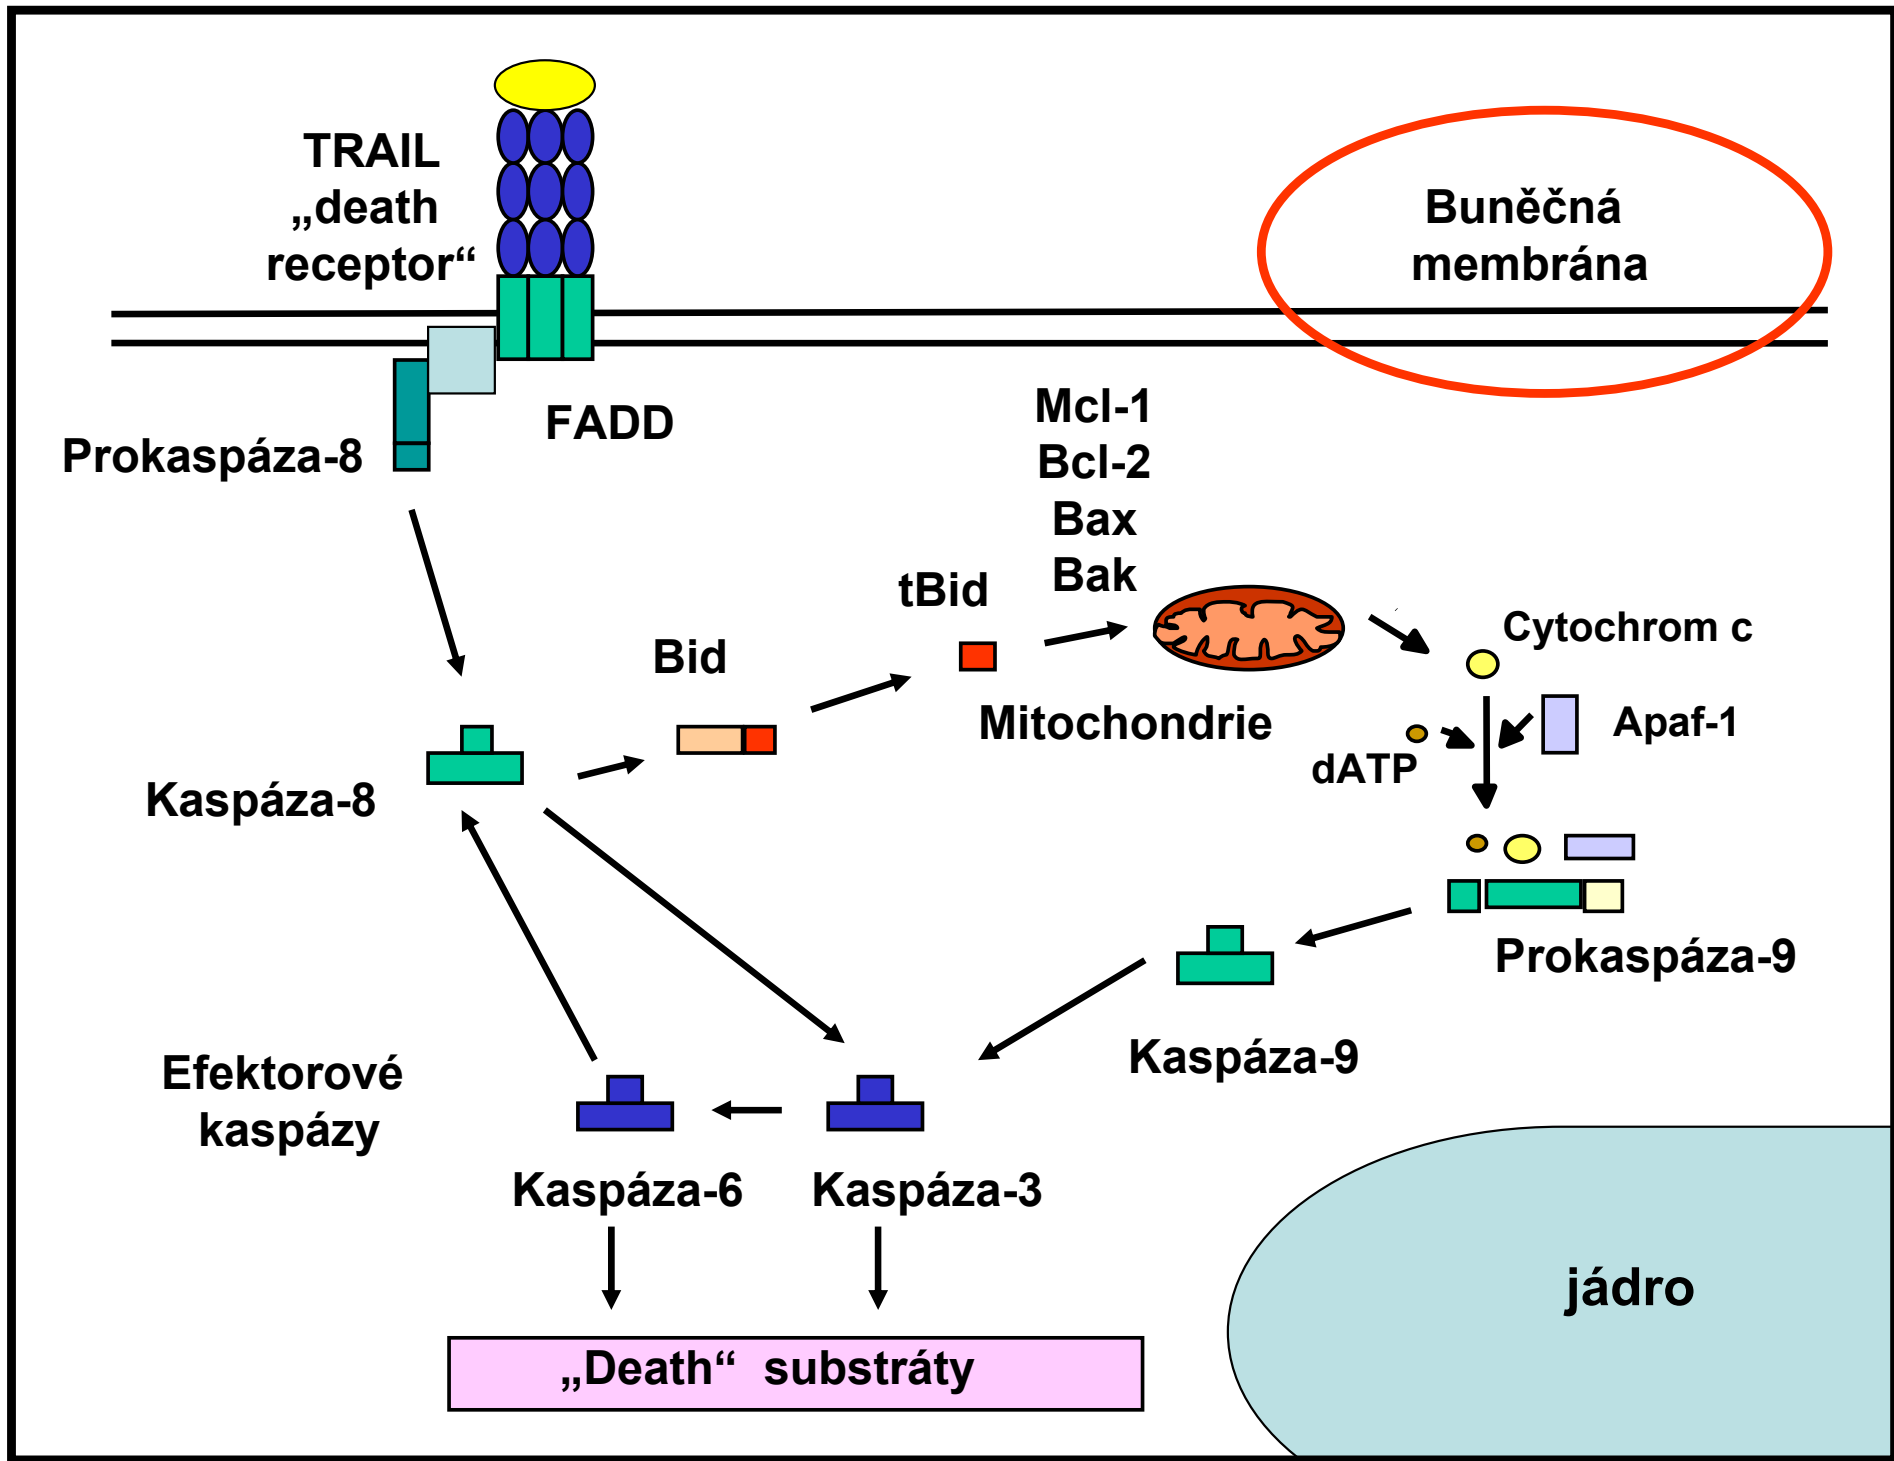 TRAIL
„death
receptor“
Buněčná
membrána
FADD
Prokaspáza-8
Mcl-1
Bcl-2
Bax
Bak
tBid
Bid
Cytochrom c
Mitochondrie
Apaf-1
dATP
Kaspáza-8
Prokaspáza-9
Kaspáza-9
Efektorové
kaspázy
Kaspáza-6
Kaspáza-3
jádro
„Death“ substráty